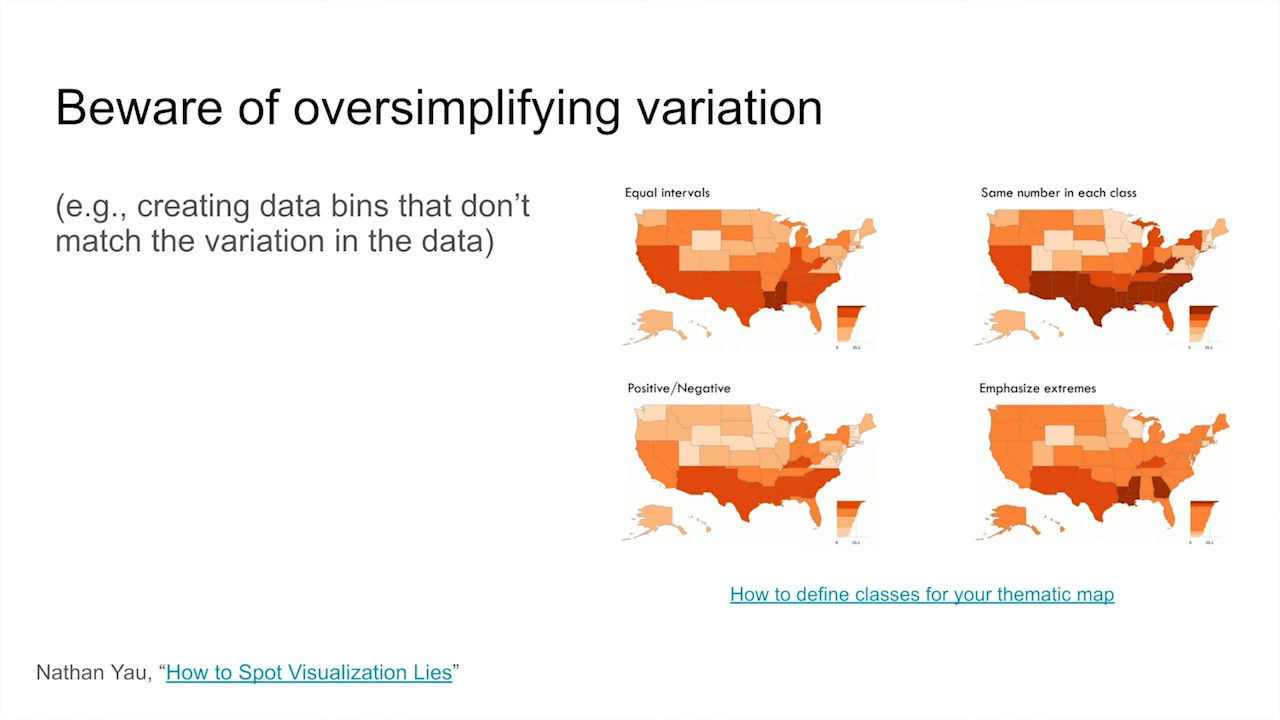 Beware of oversimplifying variation
(e.g., creating data bins that don’t
match the variation in the data)
Equal intervals
Same number in each class
Positive/Negative
Emphasize extremes
How to define classes for your thematic map
Nathan Yau, “How to Spot Visualization Lies”